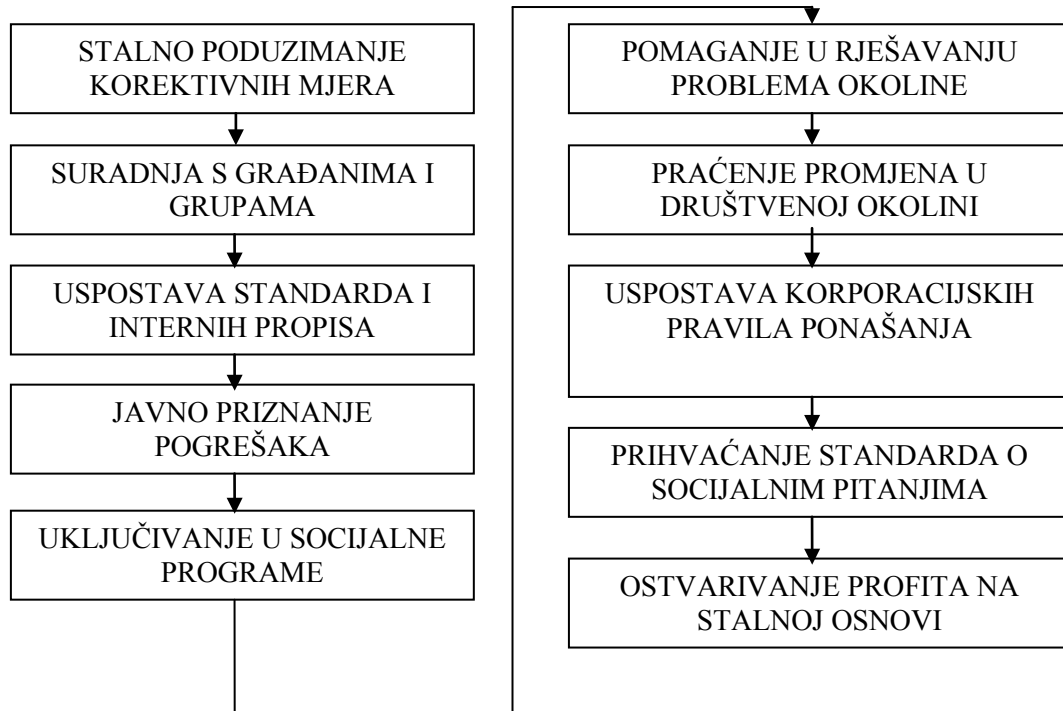 STALNO PODUZIMANJE
KOREKTIVNIH MJERA
SURADNJA S GRAĐANIMA I
GRUPAMA
USPOSTAVA STANDARDA I
INTERNIH PROPISA
JAVNO PRIZNANJE
POGREŠAKA
UKLJUČIVANJE U SOCIJALNE
PROGRAME
POMAGANJE U RJEŠAVANJU
PROBLEMA OKOLINE
PRAĆENJE PROMJENA U
DRUŠTVENOJ OKOLINI
USPOSTAVA KORPORACIJSKIH
PRAVILA PONAŠANJA
PRIHVAĆANJE STANDARDA O
SOCIJALNIM PITANJIMA
OSTVARIVANJE PROFITA NA
STALNOJ OSNOVI